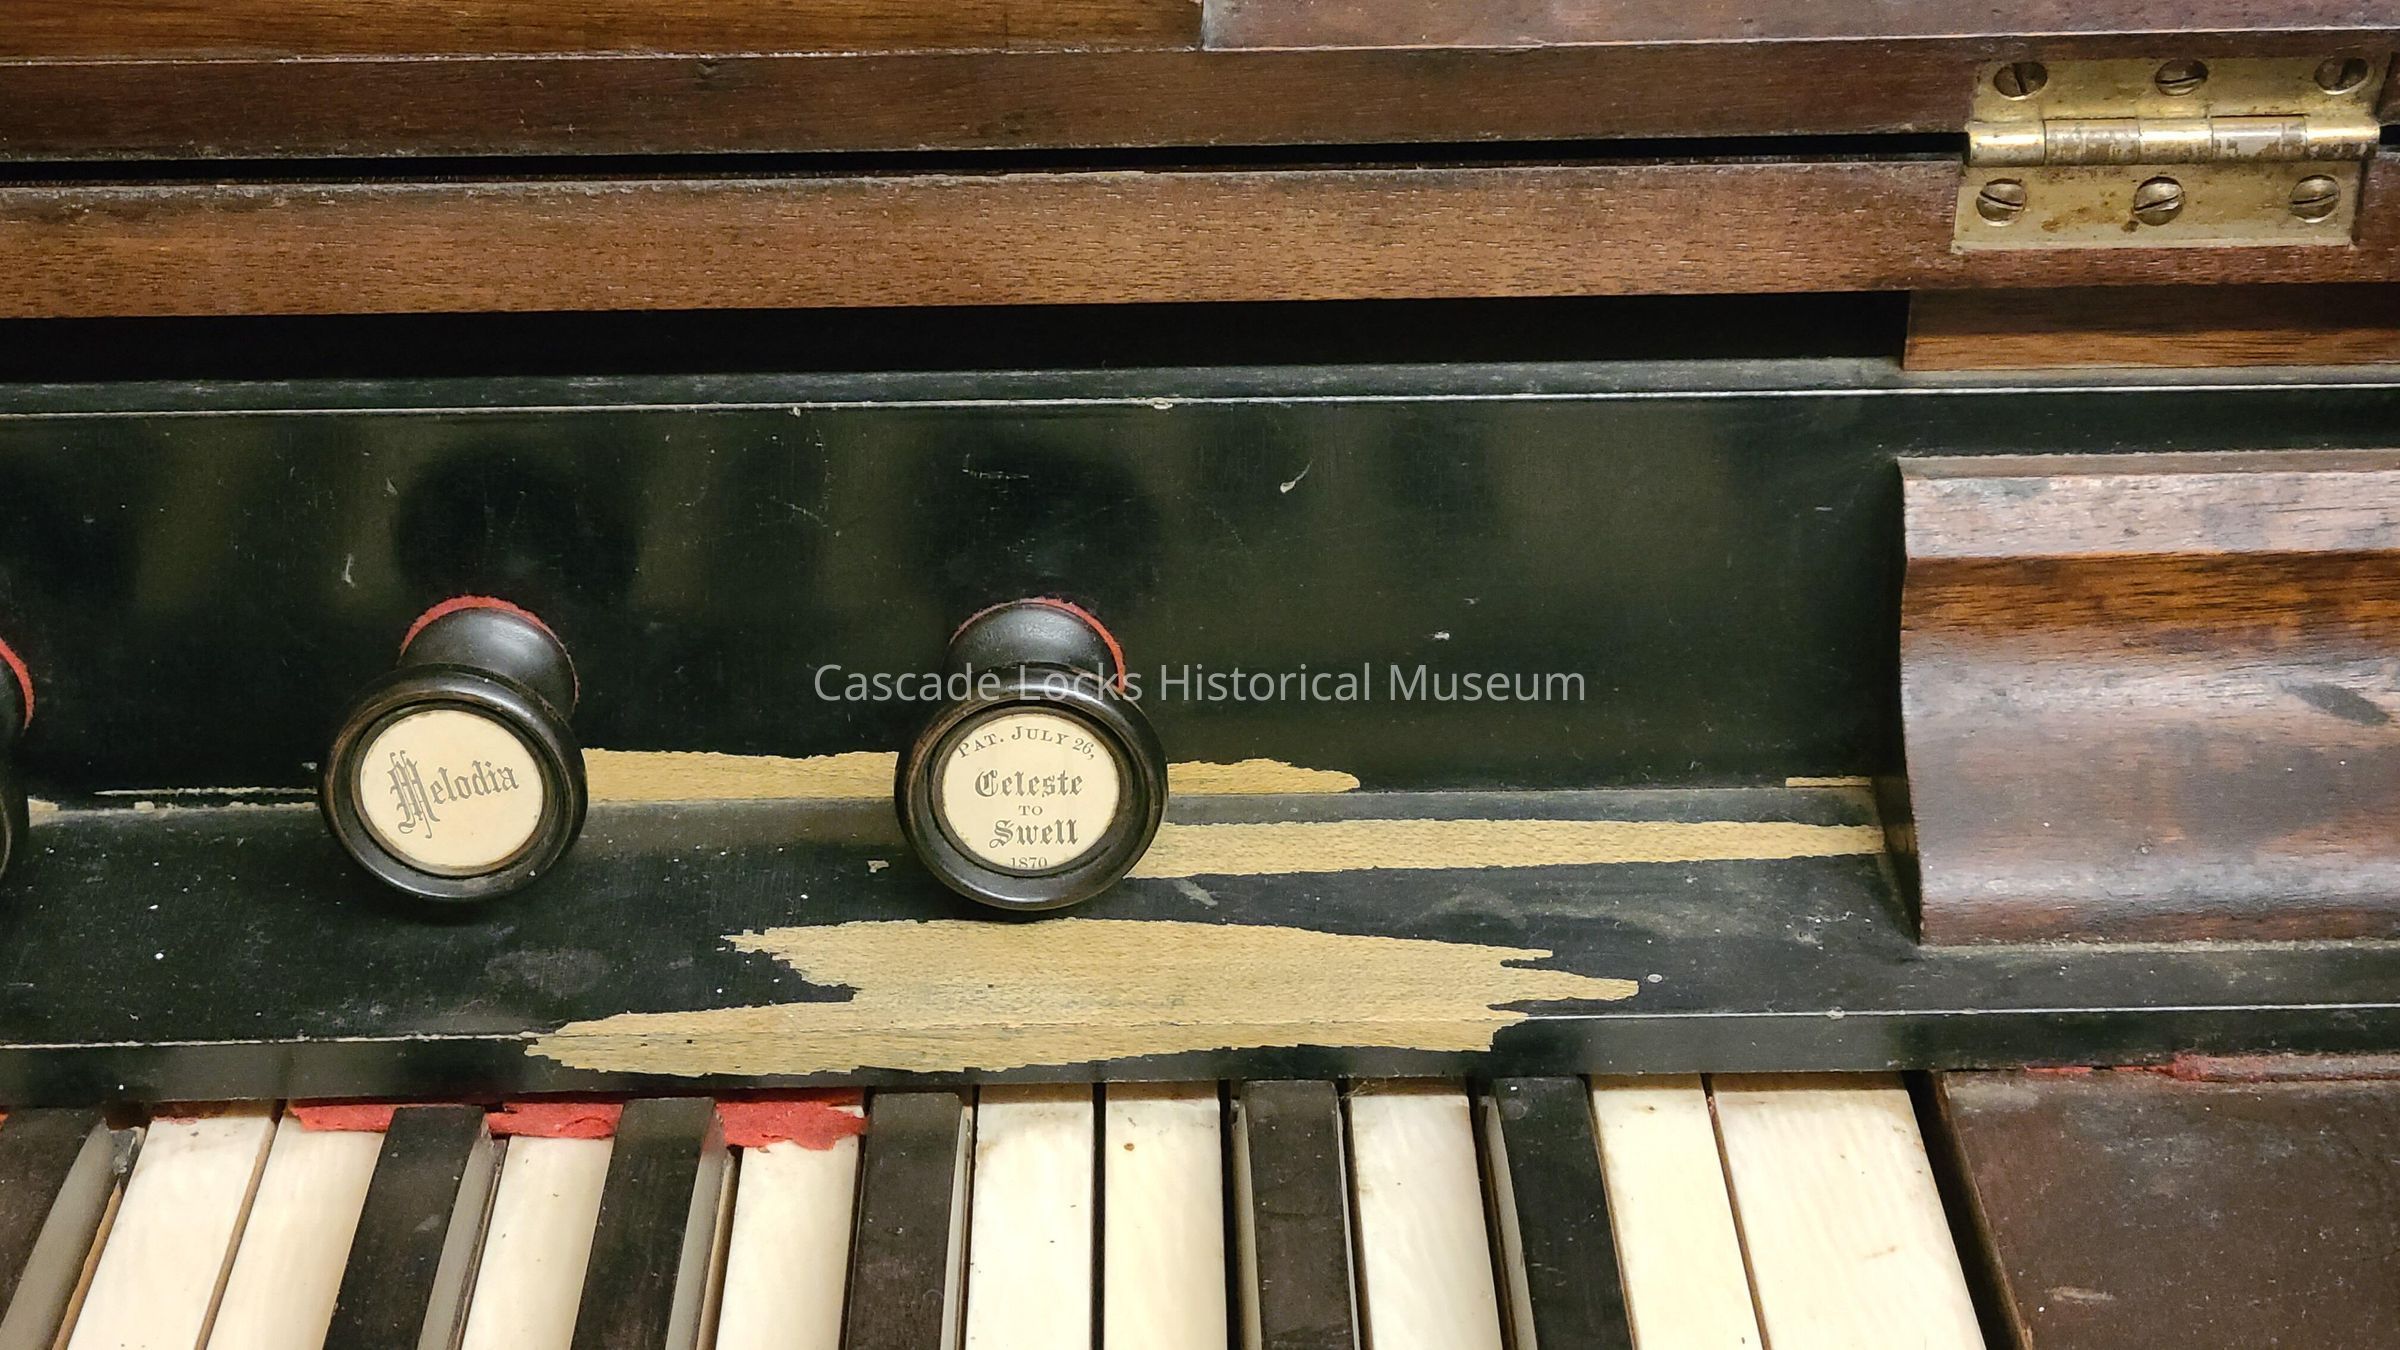 Cascade Locks Historical Museum
Melodia
PAT. JULY 26,
Celeste
TO
Swell
1870